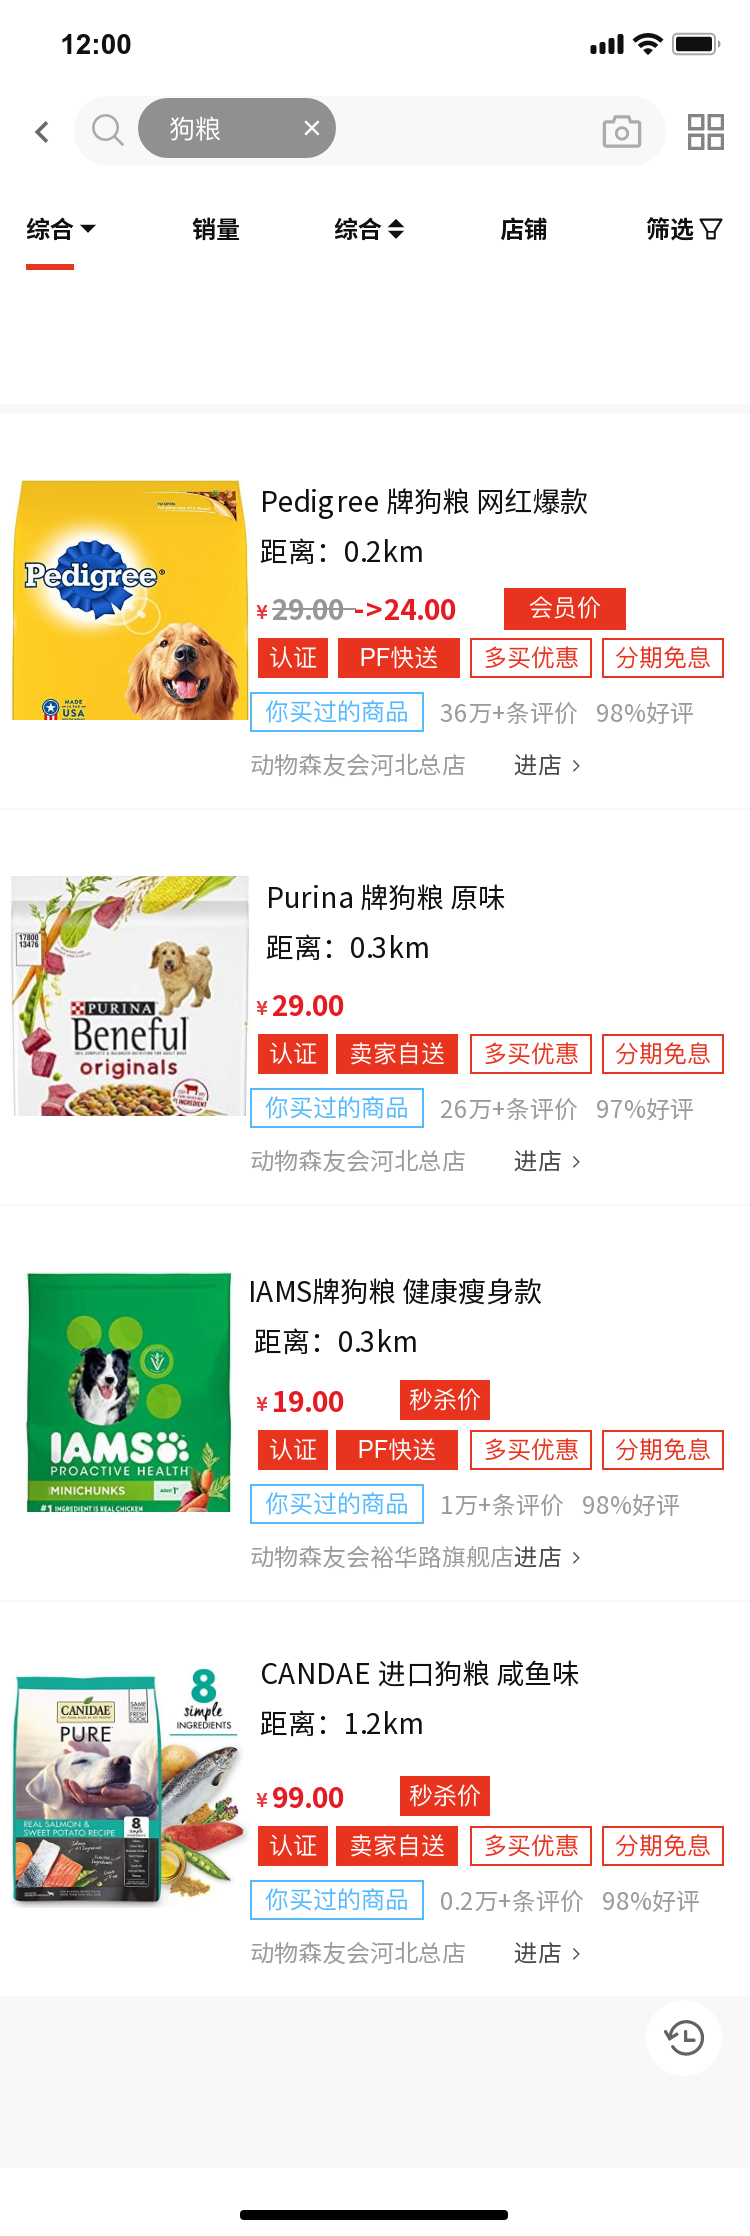 12:00
狗粮 ×
综合 销量 综合 店铺 筛选
Pedigree 牌狗粮 网红爆款
距离：0.2km
¥29.00->24.00 会员价
认证 PF快送 多买优惠 分期免息
你买过的商品 36万+条评价 98%好评
动物森友会河北总店 进店 >
Pedigree
MADE
USA
Purina 牌狗粮 原味
距离：0.3km
¥29.00
认证 卖家自送 多买优惠 分期免息
你买过的商品 26万+条评价 97%好评
动物森友会河北总店 进店 >
17800
13476
PURINA
Beneful
originals
IAMS牌狗粮 健康瘦身款
距离：0.3km
¥19.00 秒杀价
认证 PF快送 多买优惠 分期免息
你买过的商品 1万+条评价 98%好评
动物森友会裕华路旗舰店进店 >
IAMS
PROACTIVE HEALTH
MINICHUNKS
#1 INGREDIENT IS REAL CHICKEN
CANDAE 进口狗粮 咸鱼味
距离：1.2km
¥99.00 秒杀价
认证 卖家自送 多买优惠 分期免息
你买过的商品 0.2万+条评价 98%好评
动物森友会河北总店 进店 >
8
simple
INGREDIENTS
CANIDAE
PURE
SAME
FRESH
LOOK
REAL SALMON &
SWEET POTATO RECIPE
8